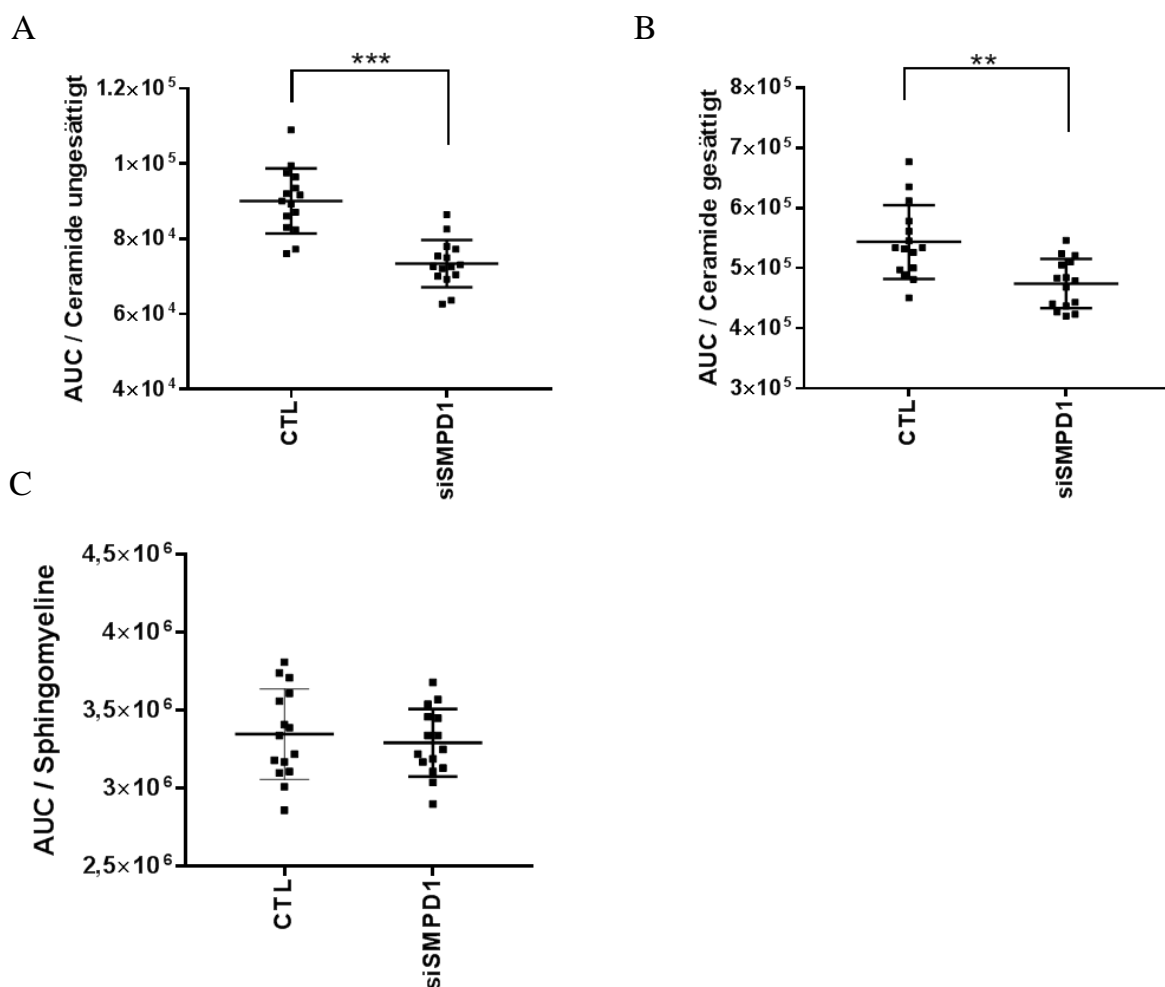 A
***
1.2×10⁵
1×10⁵
8×10⁴
6×10⁴
4×10⁴
AUC / Ceramide ungesättigt
CTL
siSMPD1
B
**
8×10⁵
7×10⁵
6×10⁵
5×10⁵
4×10⁵
3×10⁵
AUC / Ceramide gesättigt
CTL
siSMPD1
C
4,5×10⁶
4×10⁶
3,5×10⁶
3×10⁶
2,5×10⁶
AUC / Sphingomyeline
CTL
siSMPD1